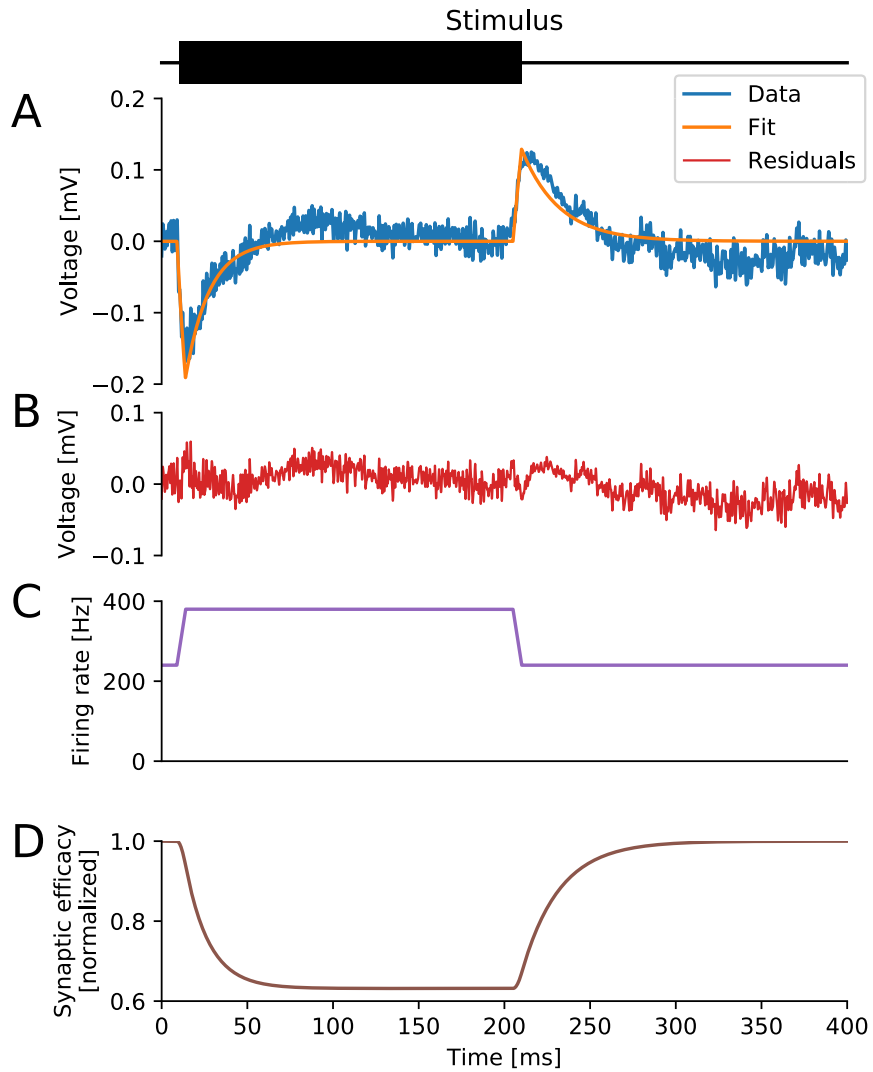 Stimulus
A
Data
Fit
Residuals
Voltage [mV]
0.2
0.1
0.0
−0.1
−0.2
B
Voltage [mV]
0.1
0.0
−0.1
C
Firing rate [Hz]
400
200
0
D
Synaptic efficacy
[normalized]
1.0
0.8
0.6
0 50 100 150 200 250 300 350 400
Time [ms]